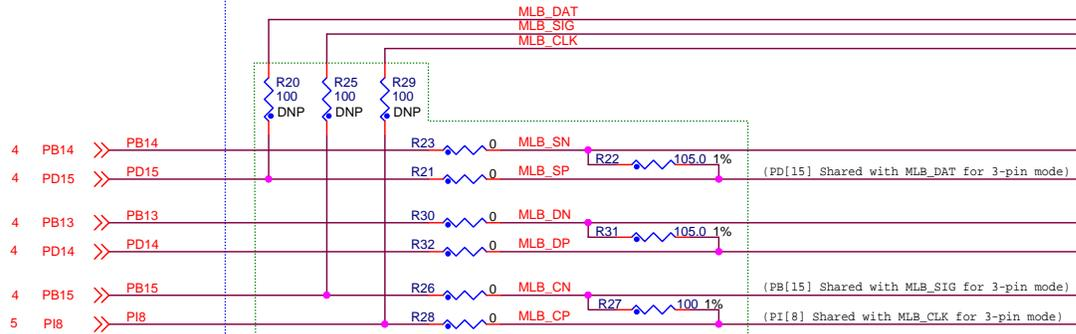 MLB_DAT
MLB_SIG
MLB_CLK
R20 R25 R29
100 100 100
DNP DNP DNP
4 PB14 PB14 R23 0 MLB_SN
R22 105.0 1%
4 PD15 PD15 R21 0 MLB_SP (PD[15] Shared with MLB_DAT for 3-pin mode)
4 PB13 PB13 R30 0 MLB_DN
R31 105.0 1%
4 PD14 PD14 R32 0 MLB_DP
4 PB15 PB15 R26 0 MLB_CN (PB[15] Shared with MLB_SIG for 3-pin mode)
R27 100 1%
5 PI8 PI8 R28 0 MLB_CP (PI[8] Shared with MLB_CLK for 3-pin mode)